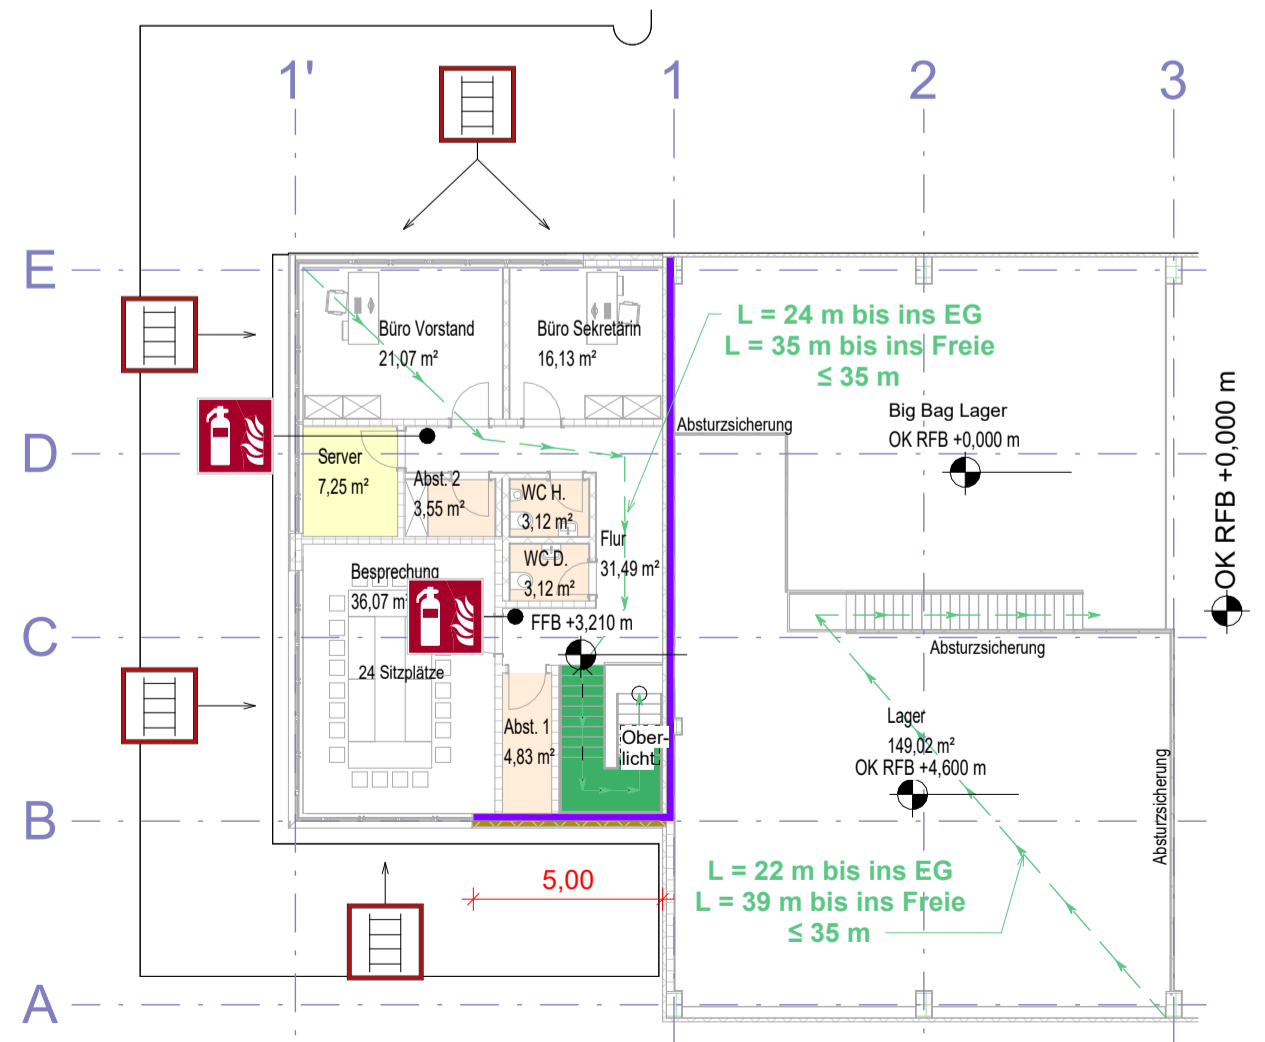 1'
1
2
3
E
D
C
B
A
Büro Vorstand
21,07 m²
Büro Sekretärin
16,13 m²
L = 24 m bis ins EG
L = 35 m bis ins Freie
≤ 35 m
Absturzsicherung
Big Bag Lager
OK RFB +0,000 m
OK RFB +0,000 m
Server
7,25 m²
Abst. 2
3,55 m²
WC H.
3,12 m²
WC D.
3,12 m²
Flur
31,49 m²
Besprechung
36,07 m²
24 Sitzplätze
FFB +3,210 m
Abst. 1
4,83 m²
Ober-
licht
Absturzsicherung
Lager
149,02 m²
OK RFB +4,600 m
Absturzsicherung
5,00
L = 22 m bis ins EG
L = 39 m bis ins Freie
≤ 35 m